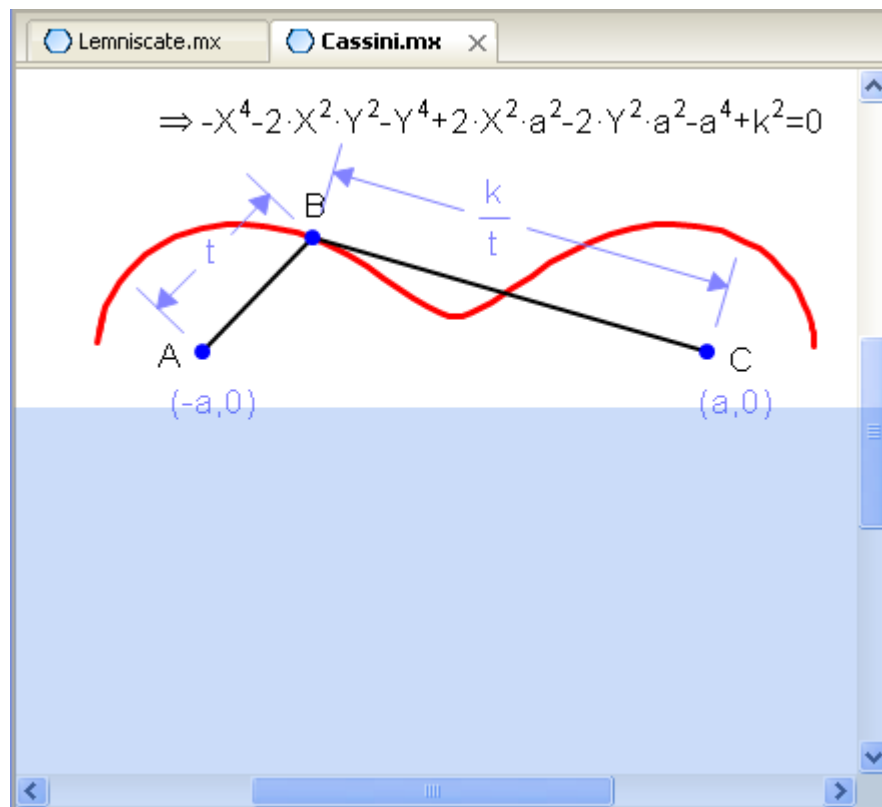 Lemniscate.mx Cassini.mx
⇒ -X⁴-2·X²·Y²-Y⁴+2·X²·a²-2·Y²·a²-a⁴+k²=0
B
k
t
t
A
C
(-a,0) (a,0)